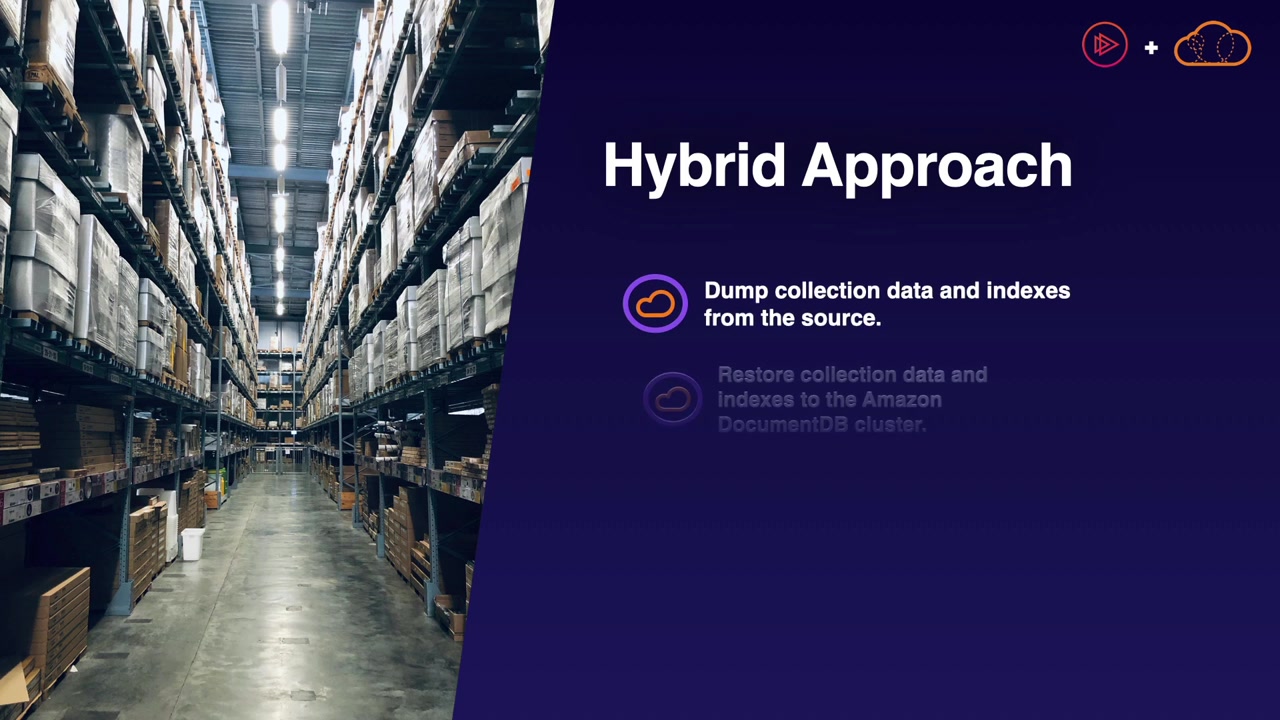 Hybrid Approach
Dump collection data and indexes
from the source.
Restore collection data and
indexes to the Amazon
DocumentDB cluster.